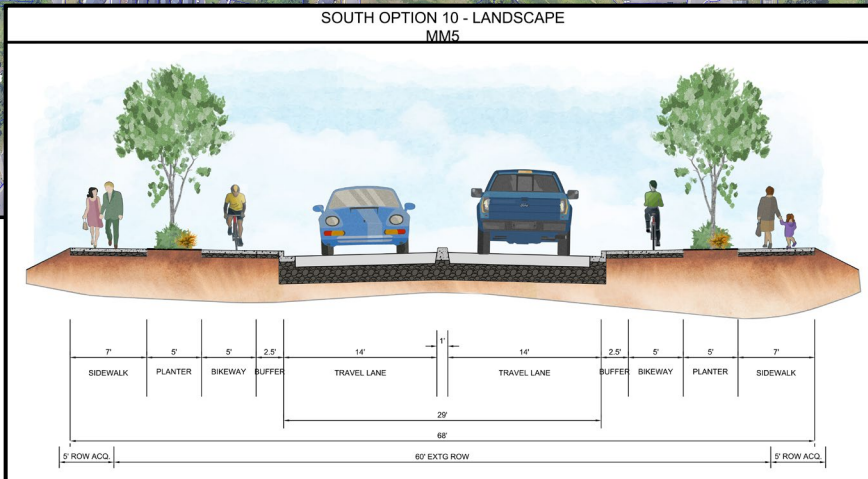 SOUTH OPTION 10 - LANDSCAPE
MM5
1'
7' 5' 5' 2.5' 14' 14' 2.5' 5' 5' 7'
SIDEWALK PLANTER BIKEWAY BUFFER TRAVEL LANE TRAVEL LANE BUFFER BIKEWAY PLANTER SIDEWALK
29'
68'
5' ROW ACQ. 60' EXTG ROW 5' ROW ACQ.